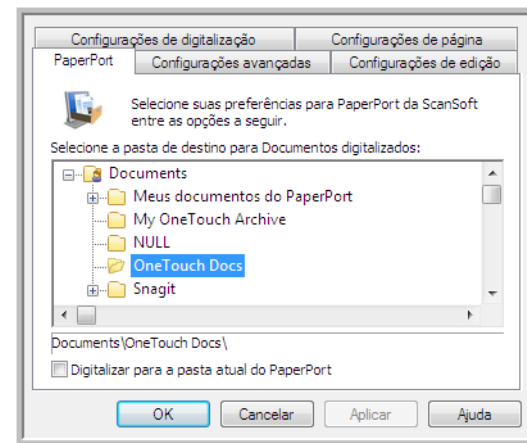 Configurações de digitalização
Configurações de página
PaperPort
Configurações avançadas
Configurações de edição
Selecione suas preferências para PaperPort da ScanSoft
entre as opções a seguir.
Selecione a pasta de destino para Documentos digitalizados:
Documents
Meus documentos do PaperPort
My OneTouch Archive
NULL
OneTouch Docs
Snagit
Documents\OneTouch Docs\
Digitalizar para a pasta atual do PaperPort
OK
Cancelar
Aplicar
Ajuda